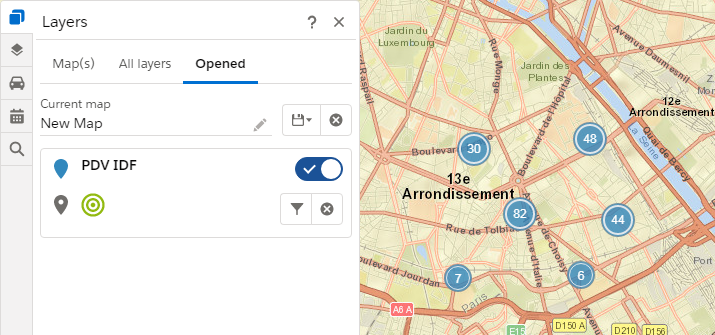 Layers
?
Map(s)
All layers
Opened
Current map
New Map
PDV IDF
Jardin du
Luxembourg
Raspail
Rue Monge
Jardin des
Plantes
Avenue Daumesnil
12e
Arrondissement
Boulevard de l'Hôpital
La Seine
Quai de Bercy
Boulevard
30
48
13e
Arrondissement
82
44
Rue de Tolbiac
Avenue de Choisy
Avenue d'Italie
Boulevard Jourdan
7
6
Paris
Port
A6 A
E15
D150 A
D210
D156